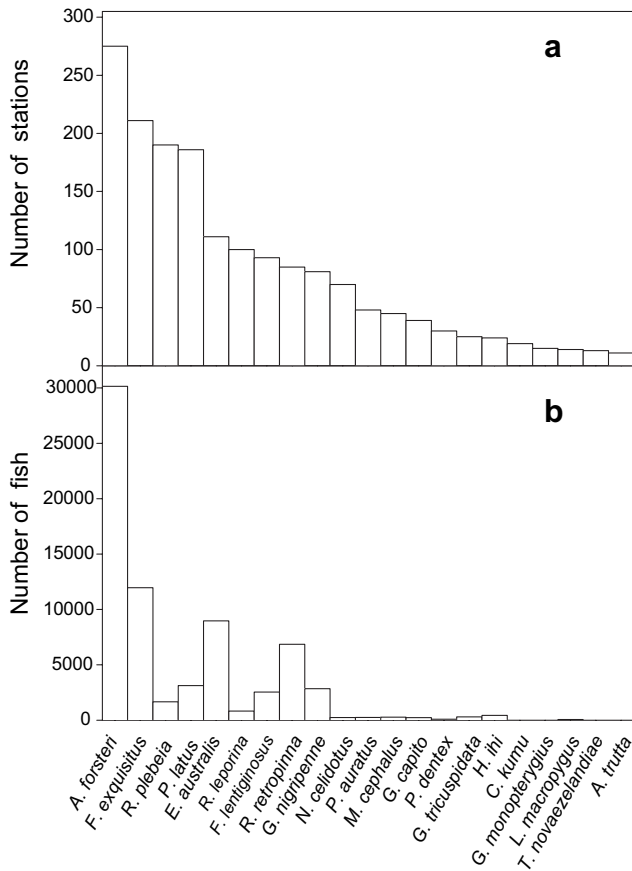 300
a
250
200
150
100
50
0
Number of stations
30000
b
25000
20000
15000
10000
5000
0
Number of fish
A. forsteri
F. exquisitus
R. plebeia
P. latus
E. australis
R. leporina
F. lentiginosus
R. retropinna
G. nigripenne
N. celidotus
P. auratus
M. cephalus
G. capito
P. dentex
G. tricuspidata
H. ihi
C. kumu
G. monopterygius
L. macropygus
T. novaezelandiae
A. trutta